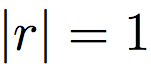 |r| = 1